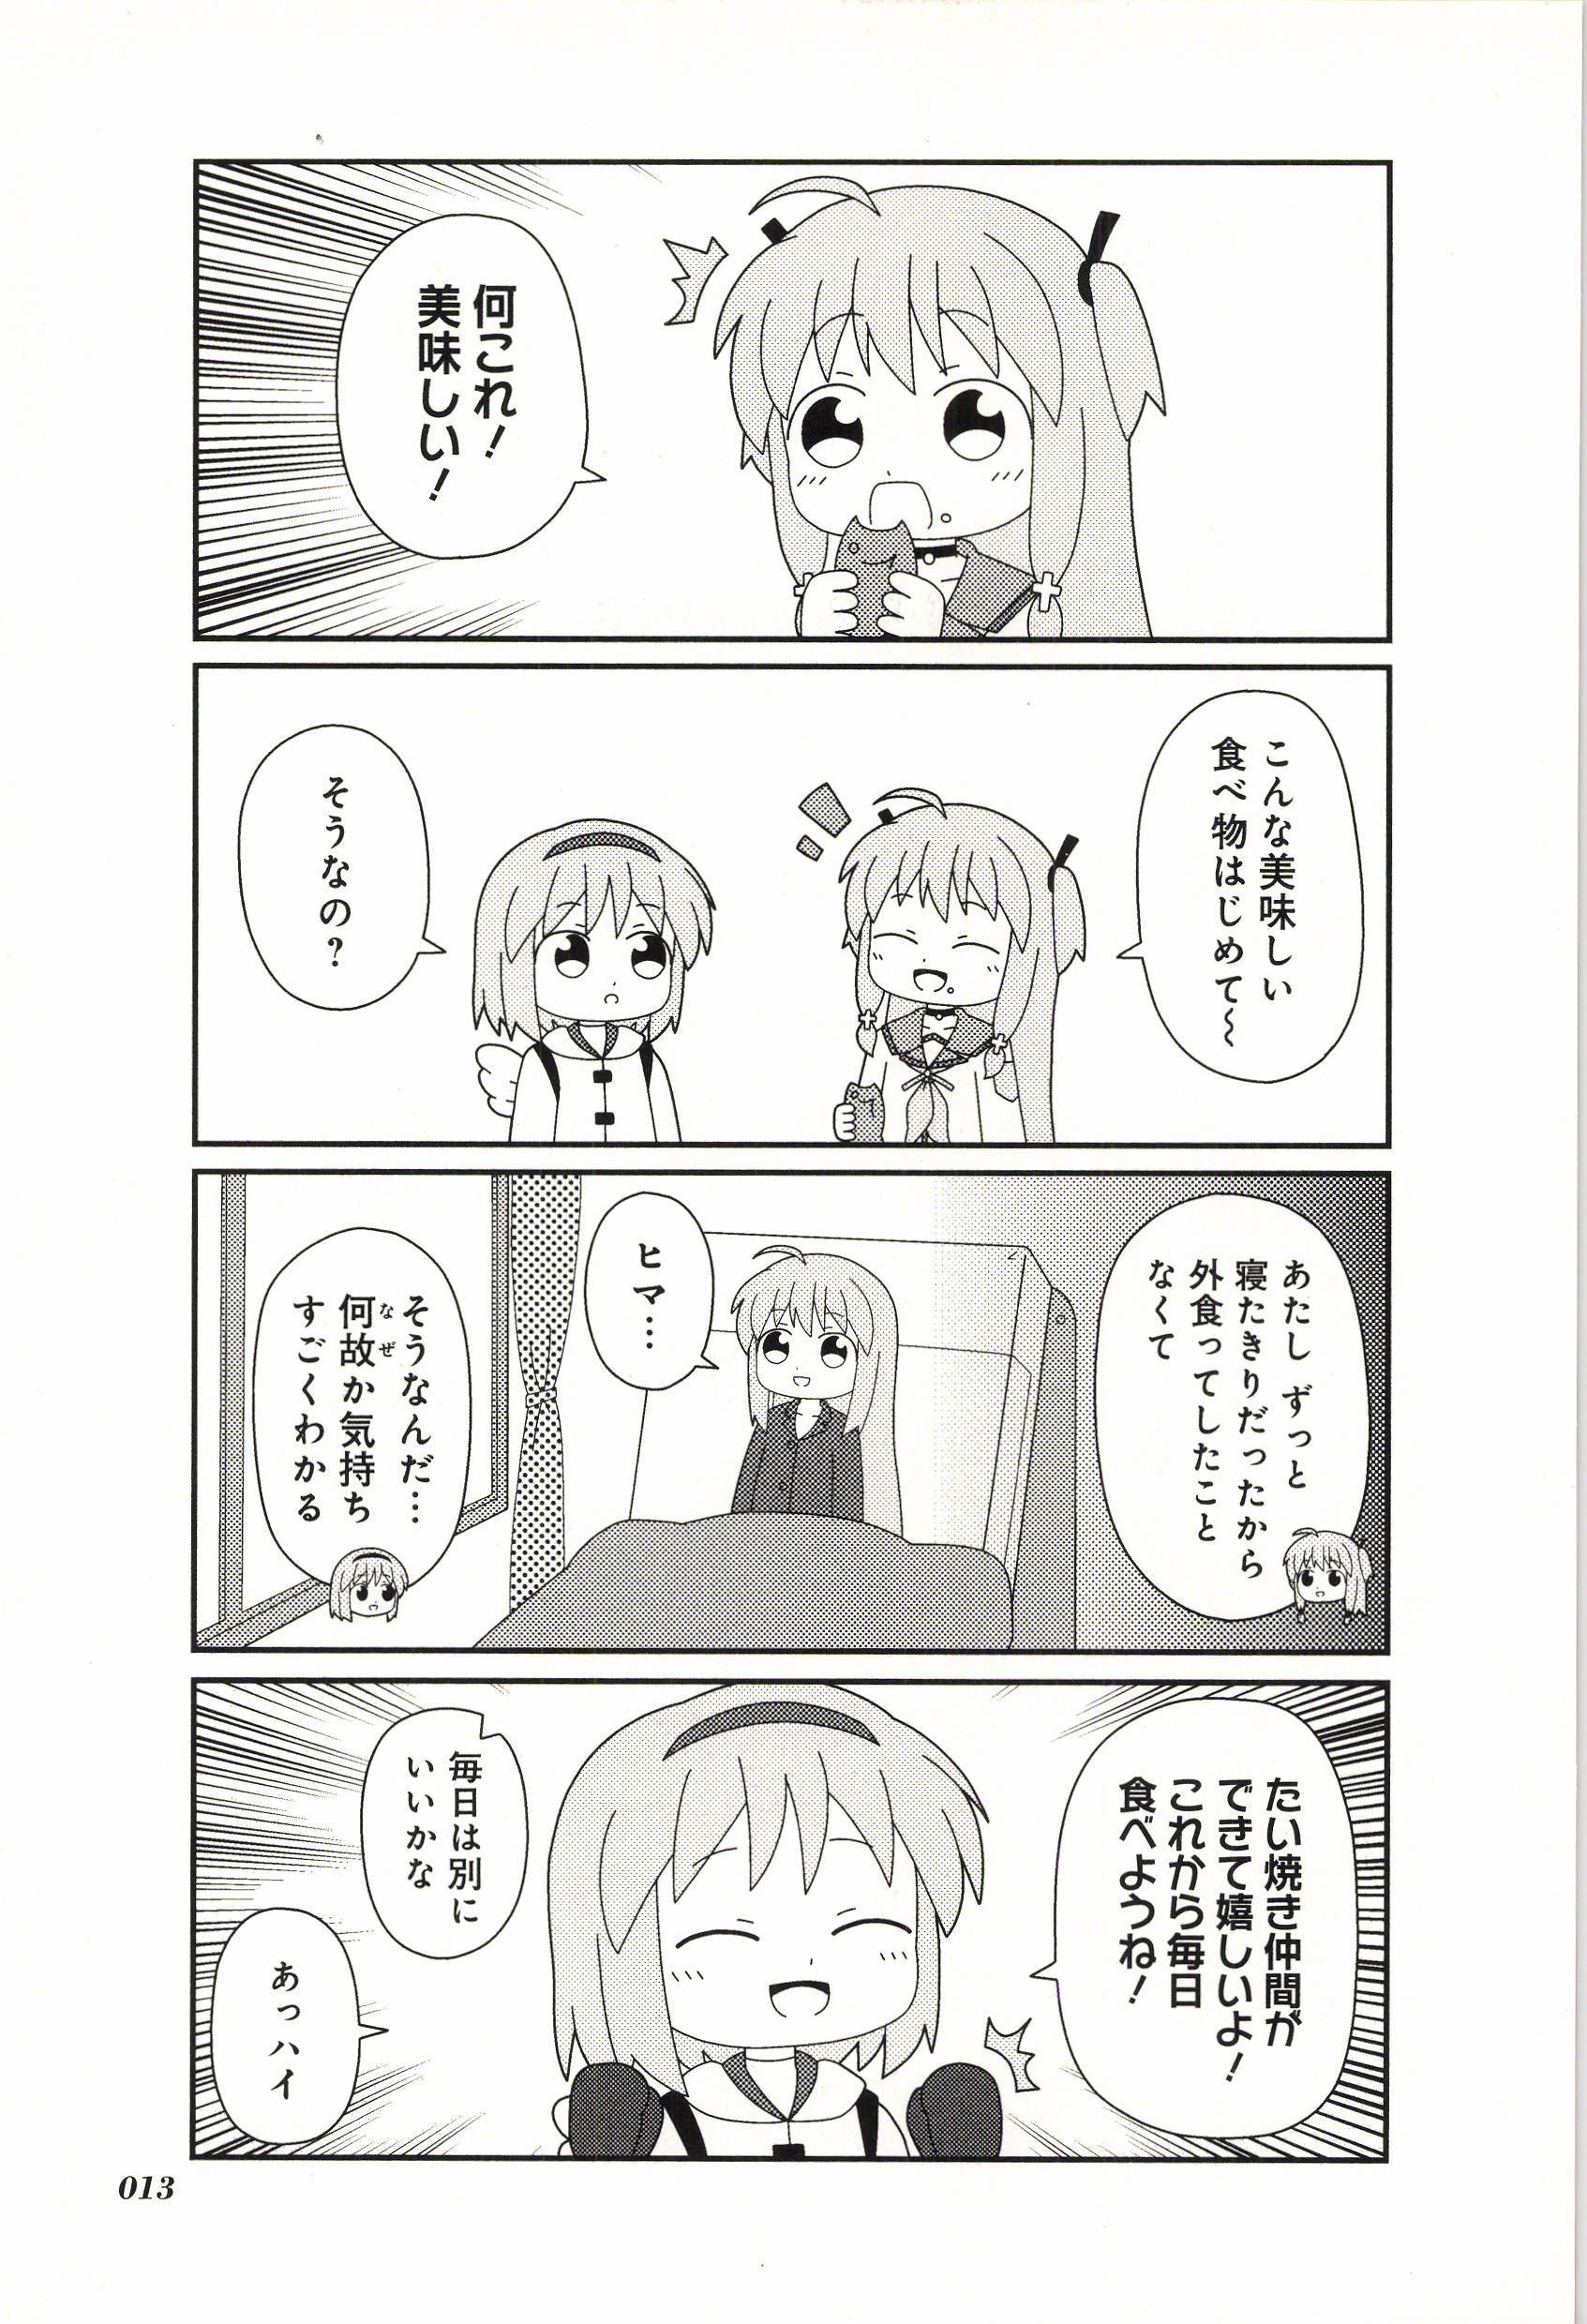 何これ!
美味しい!
こんな美味しい
食べ物はじめて〜
そうなの?
あたし ずっと
寝たきりだったから
外食ってしたこと
なくて
ヒマ…
そうなんだ…
何故か気持ち
なぜ
すごくわかる
たい焼き仲間が
できて嬉しいよ!
これから毎日
食べようね!
毎日は別に
いいかな
あっハイ
013